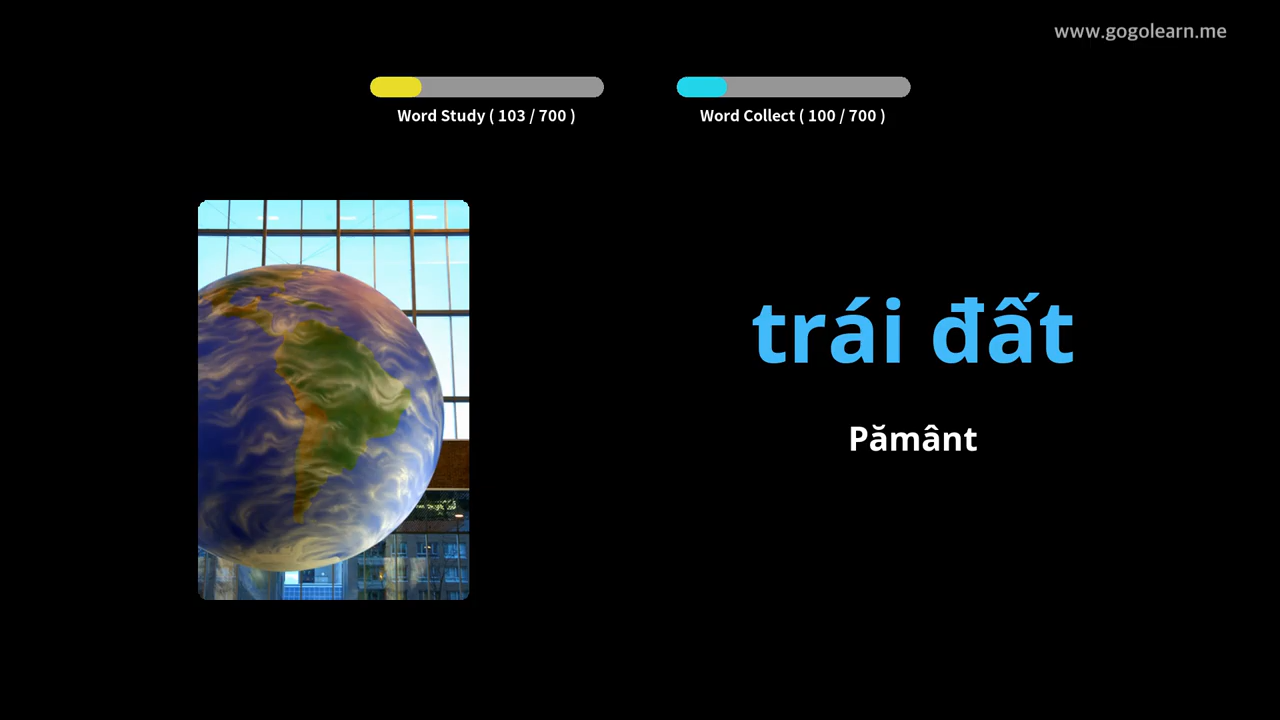 www.gogolearn.me
Word Study ( 103 / 700 )
Word Collect ( 100 / 700 )
trái đất
Pământ